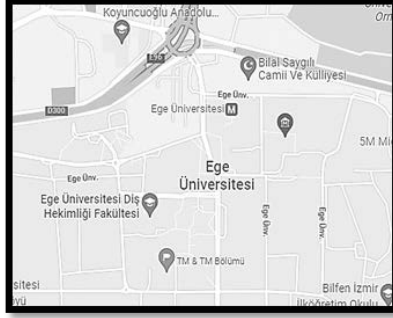 Koyuncuoğlu Anadolu...
Orn
E96
Bilal Saygılı
Camii Ve Külliyesi
D300
Ege Üniversitesi M
Ege Ünv.
5M Mi
Ege
Üniversitesi
Ege Ünv.
Ege Üniversitesi Diş
Hekimliği Fakültesi
Ege Ünv.
Ege Ünv.
TM & TM Bölümü
sitesi
Bilfen İzmir
İlköğretim Okulu